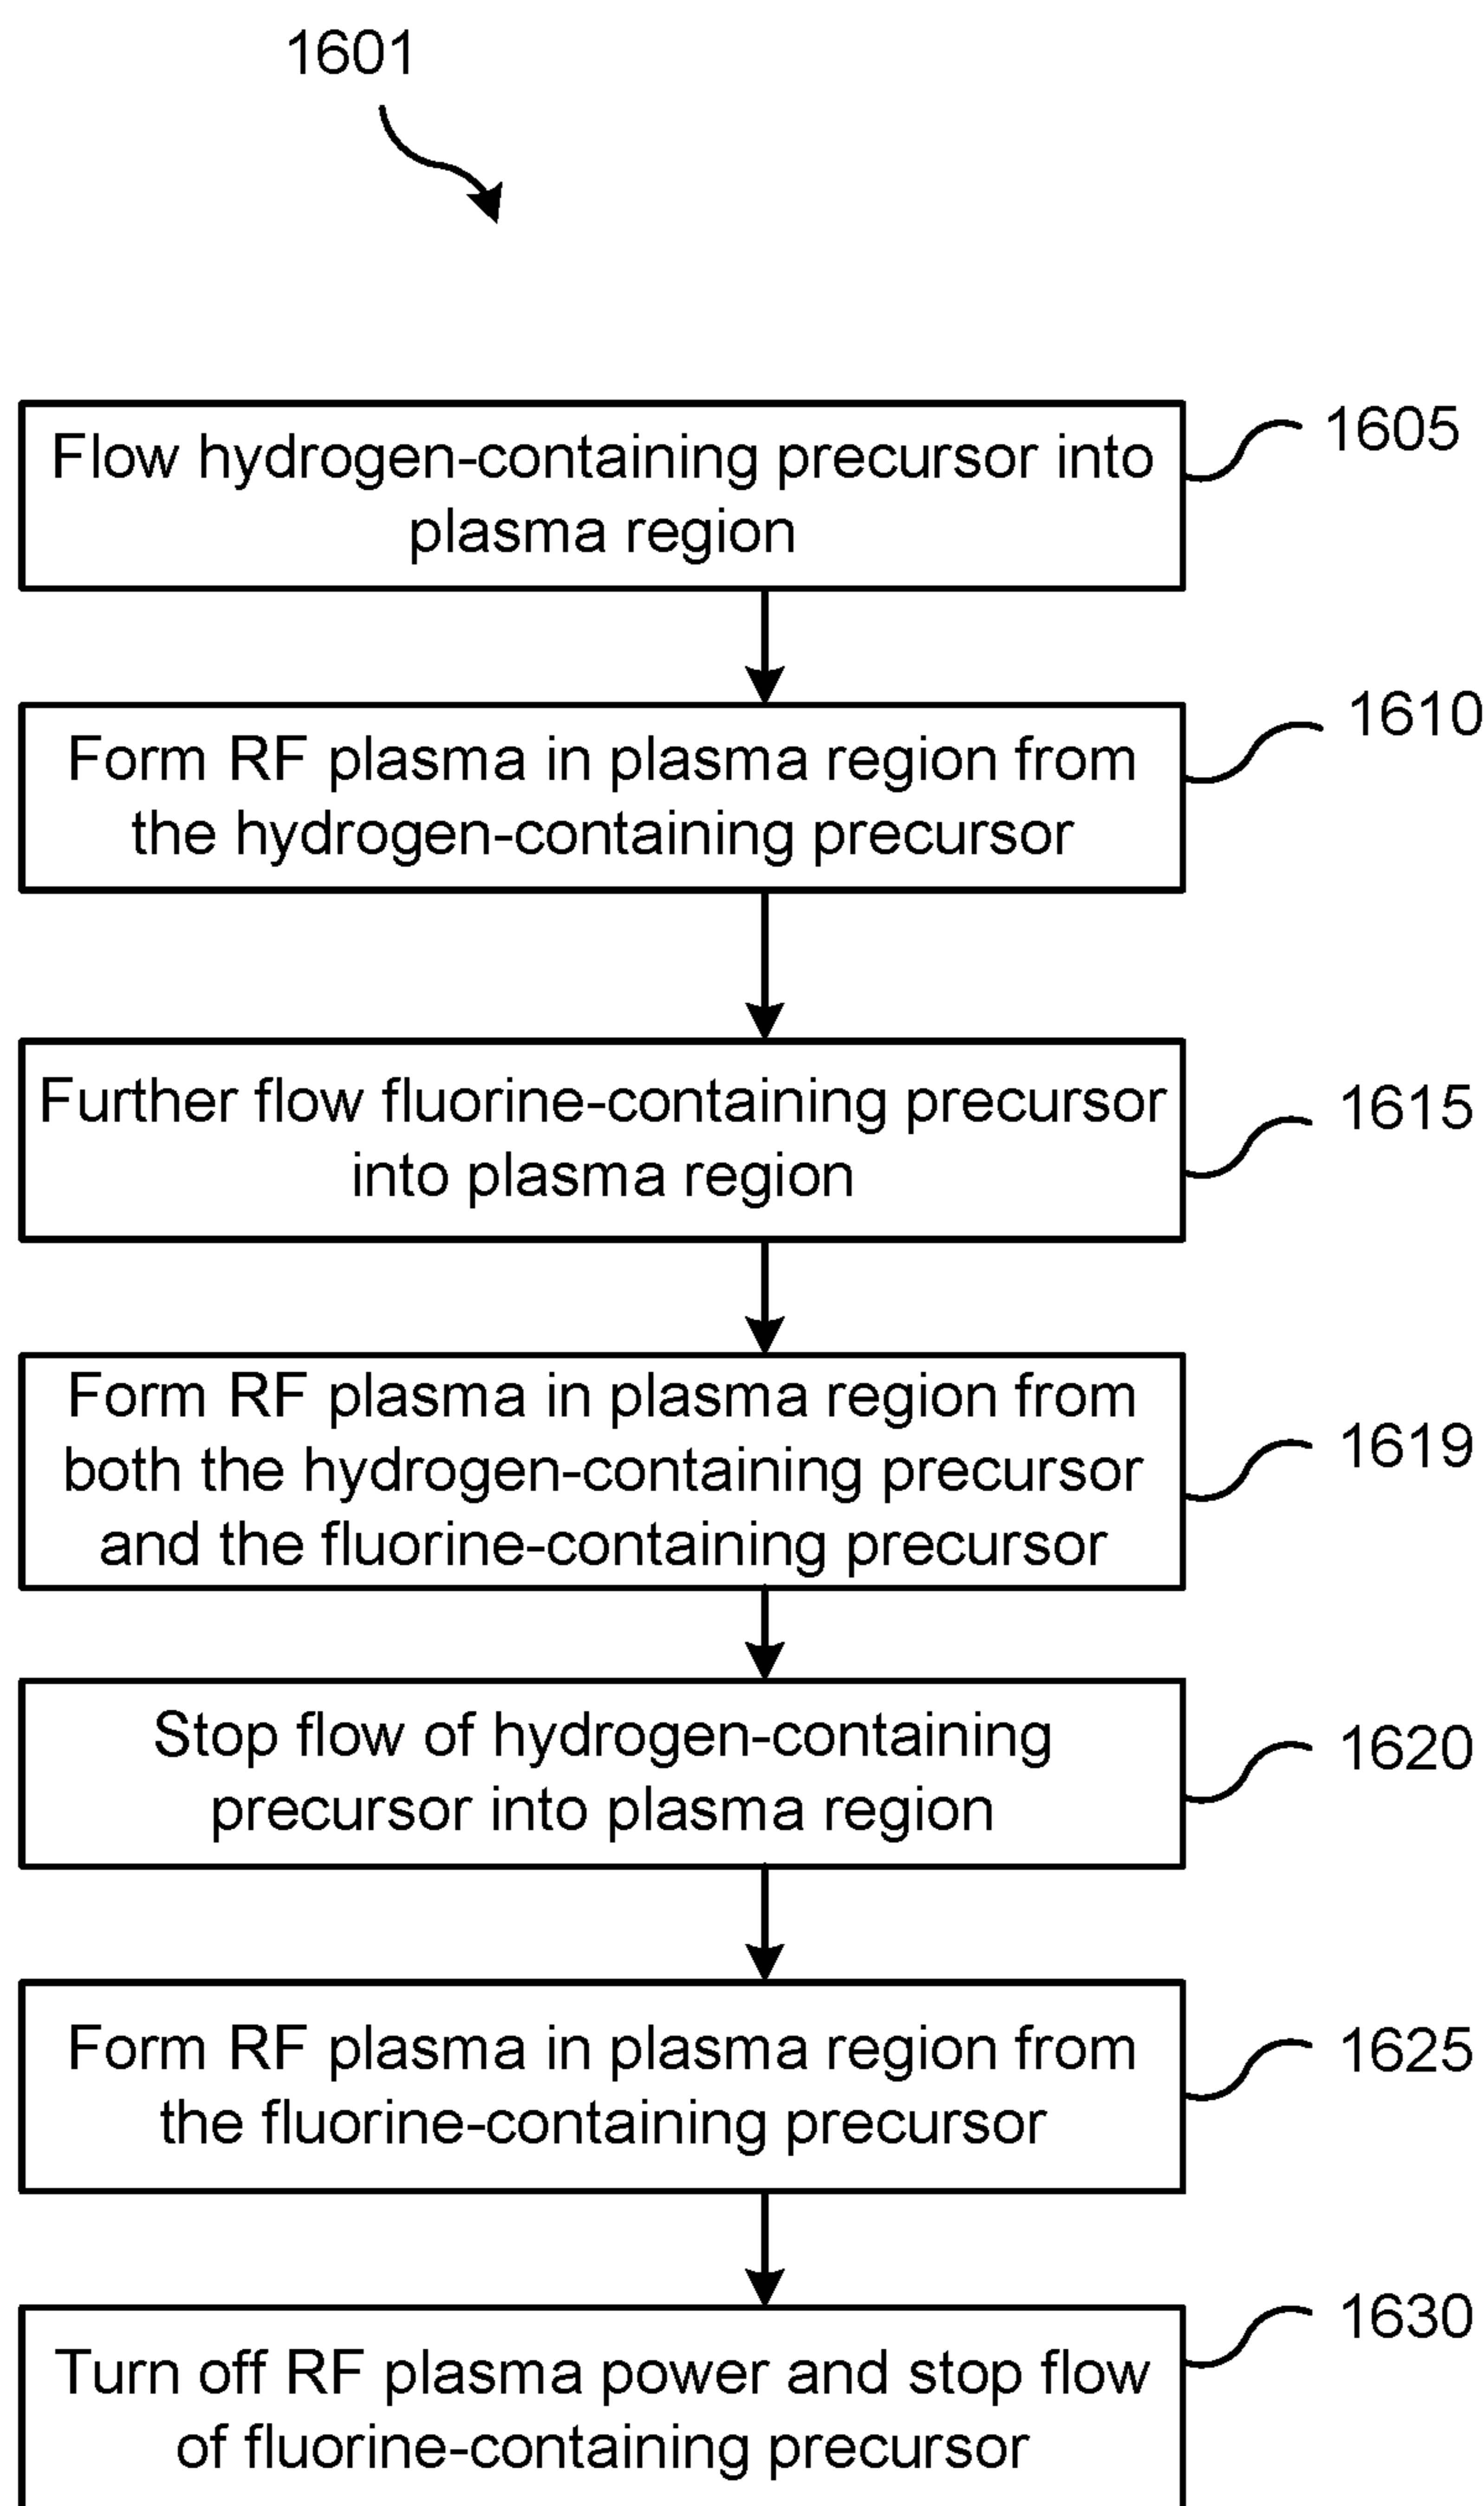 1601
Flow hydrogen-containing precursor into
plasma region
1605
Form RF plasma in plasma region from
the hydrogen-containing precursor
1610
Further flow fluorine-containing precursor
into plasma region
1615
Form RF plasma in plasma region from
both the hydrogen-containing precursor
and the fluorine-containing precursor
1619
Stop flow of hydrogen-containing
precursor into plasma region
1620
Form RF plasma in plasma region from
the fluorine-containing precursor
1625
Turn off RF plasma power and stop flow
of fluorine-containing precursor
1630